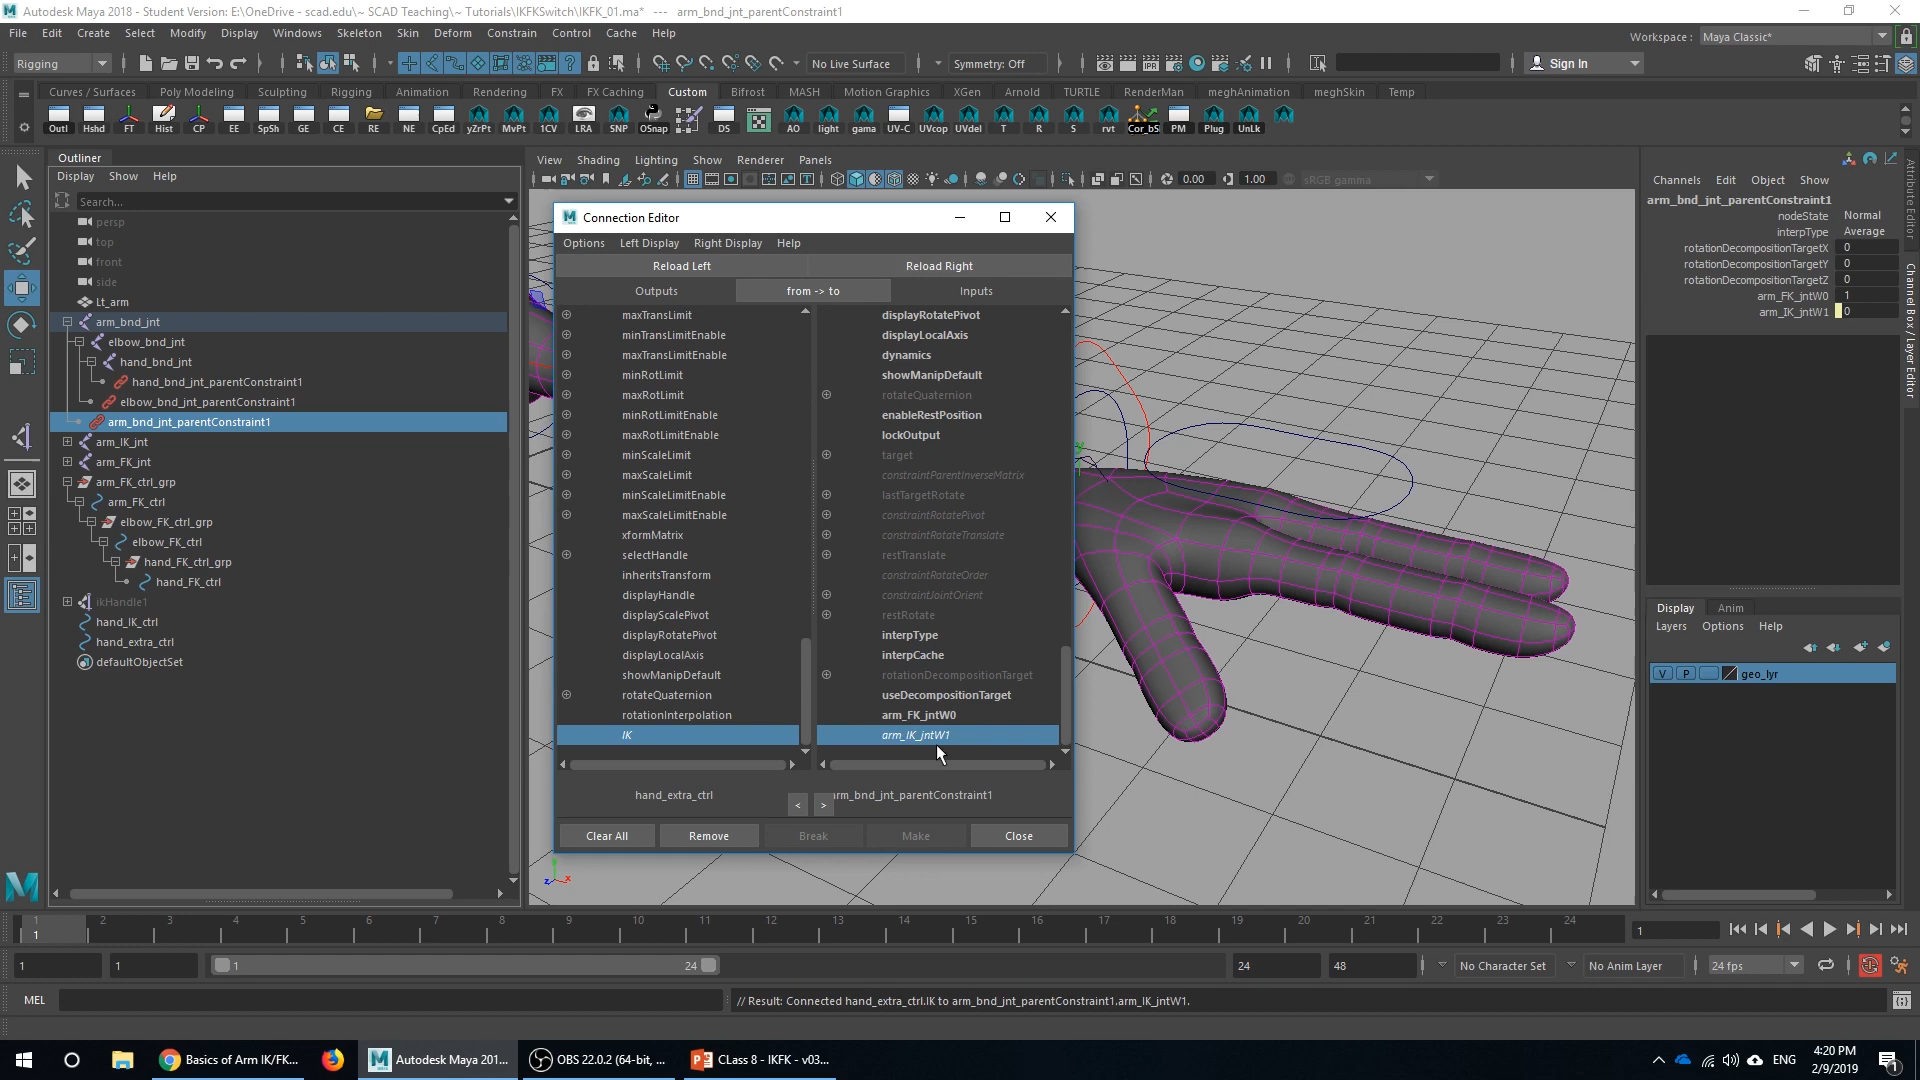 Autodesk Maya 2018 - Student Version: E:\OneDrive - scad.edu\~ SCAD Teaching\~ Tutorials\IKFKSwitch\IKFK_01.ma* --- arm_bnd_jnt_parentConstraint1
File Edit Create Select Modify Display Windows Skeleton Skin Deform Constrain Control Cache Help
Workspace : Maya Classic*
Rigging No Live Surface Symmetry: Off Sign In
Curves / Surfaces Poly Modeling Sculpting Rigging Animation Rendering FX FX Caching Custom Bifrost MASH Motion Graphics XGen Arnold TURTLE RenderMan meghAnimation meghSkin Temp
Outl Hshd FT Hist CP EE SpSh GE CE RE NE CpEd yZrPt MvPt 1CV LRA SNP OSnap DS AO light gama UV-C UVcop UVdel T R S rvt Cor_bS PM Plug UnLk
Outliner
Display Show Help
Search...
persp
top
front
side
Lt_arm
arm_bnd_jnt
elbow_bnd_jnt
hand_bnd_jnt
hand_bnd_jnt_parentConstraint1
elbow_bnd_jnt_parentConstraint1
arm_bnd_jnt_parentConstraint1
arm_IK_jnt
arm_FK_jnt
arm_FK_ctrl_grp
arm_FK_ctrl
elbow_FK_ctrl_grp
elbow_FK_ctrl
hand_FK_ctrl_grp
hand_FK_ctrl
ikHandle1
hand_IK_ctrl
hand_extra_ctrl
defaultObjectSet
View Shading Lighting Show Renderer Panels
0.00 1.00 sRGB gamma
Connection Editor
Options Left Display Right Display Help
Reload Left Reload Right
Outputs from -> to Inputs
maxTransLimit displayRotatePivot
minTransLimitEnable displayLocalAxis
maxTransLimitEnable dynamics
minRotLimit showManipDefault
maxRotLimit rotateQuaternion
minRotLimitEnable enableRestPosition
maxRotLimitEnable lockOutput
minScaleLimit target
maxScaleLimit constraintParentInverseMatrix
minScaleLimitEnable lastTargetRotate
maxScaleLimitEnable constraintRotatePivot
xformMatrix constraintRotateTranslate
selectHandle restTranslate
inheritsTransform constraintRotateOrder
displayHandle constraintJointOrient
displayScalePivot restRotate
displayRotatePivot interpType
displayLocalAxis interpCache
showManipDefault rotationDecompositionTarget
rotateQuaternion useDecompositionTarget
rotationInterpolation arm_FK_jntW0
IK arm_IK_jntW1
hand_extra_ctrl < > arm_bnd_jnt_parentConstraint1
Clear All Remove Break Make Close
Channels Edit Object Show
arm_bnd_jnt_parentConstraint1
nodeState Normal
interpType Average
rotationDecompositionTargetX 0
rotationDecompositionTargetY 0
rotationDecompositionTargetZ 0
arm_FK_jntW0 1
arm_IK_jntW1 0
Attribute Editor
Channel Box / Layer Editor
Display Anim
Layers Options Help
V P geo_lyr
y
z x
1 2 3 4 5 6 7 8 9 10 11 12 13 14 15 16 17 18 19 20 21 22 23 24
1 1
1 1 1 24 24 48 No Character Set No Anim Layer 24 fps
MEL // Result: Connected hand_extra_ctrl.IK to arm_bnd_jnt_parentConstraint1.arm_IK_jntW1.
Basics of Arm IK/FK... Autodesk Maya 201... OBS 22.0.2 (64-bit, ... CLass 8 - IKFK - v03... ENG 4:20 PM
2/9/2019 1